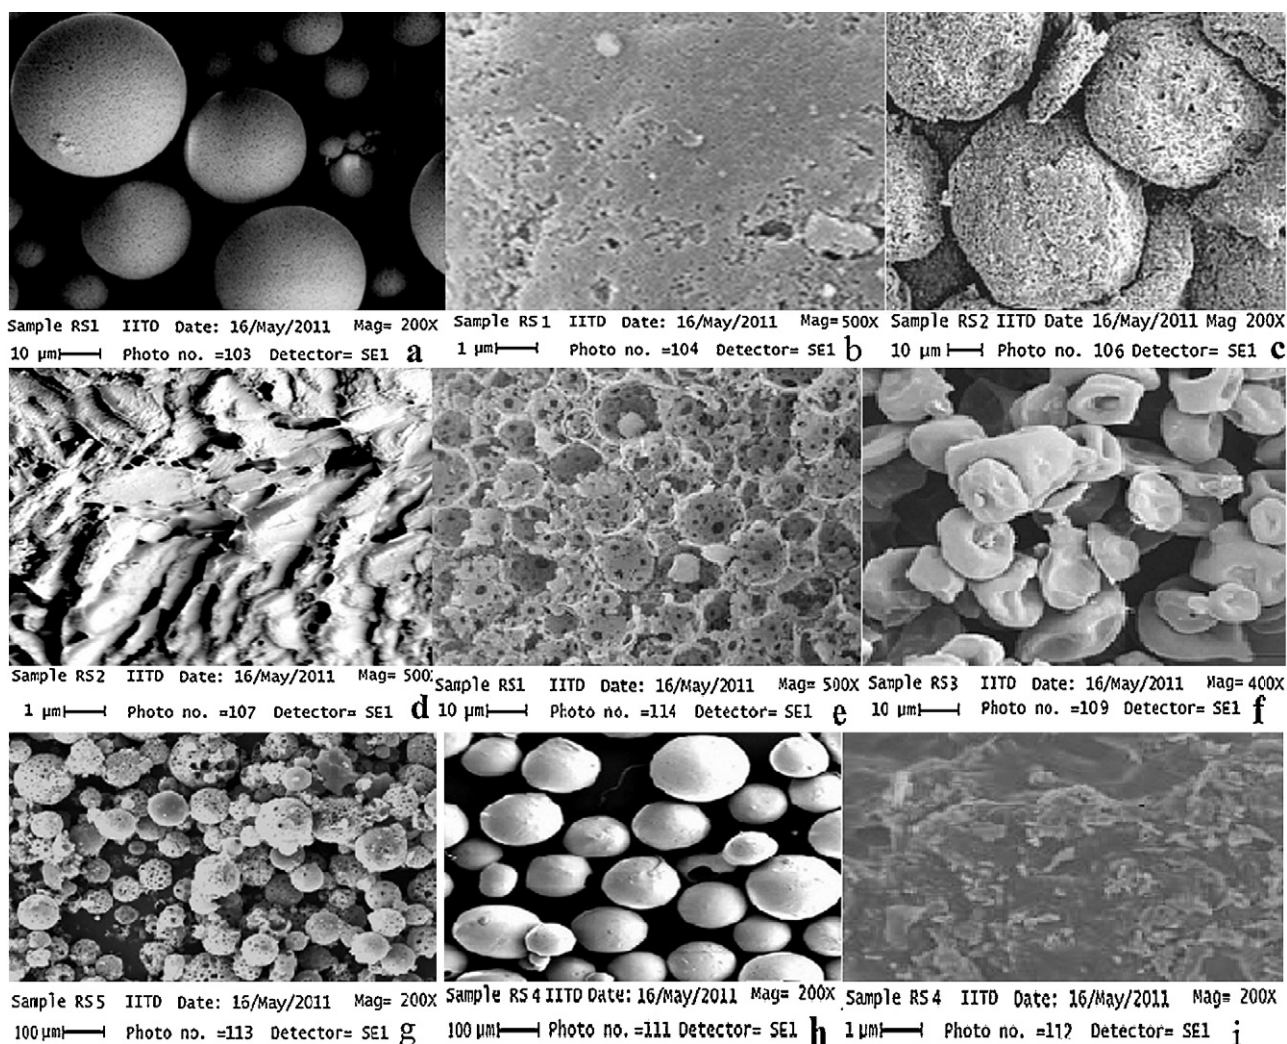 Sample RS1 IITD Date: 16/May/2011 Mag= 200X
10 µm Photo no. =103 Detector= SE1 a
Sample RS1 IITD Date: 16/May/2011 Mag= 500X
1 µm Photo no. =104 Detector= SE1 b
Sample RS2 IITD Date 16/May 2011 Mag 200X
10 µm Photo no. 106 Detector= SE1 c
Sample RS2 IITD Date: 16/May/2011 Mag= 500X
1 µm Photo no. =107 Detector= SE1 d
Sample RS1 IITD Date: 16/May/2011 Mag= 500X
10 µm Photo no. =114 Detector= SE1 e
Sample RS3 IITD Date: 16/May/2011 Mag= 400X
10 µm Photo no. =109 Detector= SE1 f
Sample RS5 IITD Date: 16/May/2011 Mag= 200X
100 µm Photo no. =113 Detector= SE1 g
Sample RS4 IITD Date: 16/May/2011 Mag= 200X
100 µm Photo no. =111 Detector= SE1 h
Sample RS4 IITD Date: 16/May/2011 Mag= 200X
1 µm Photo no. =112 Detector= SE1 i